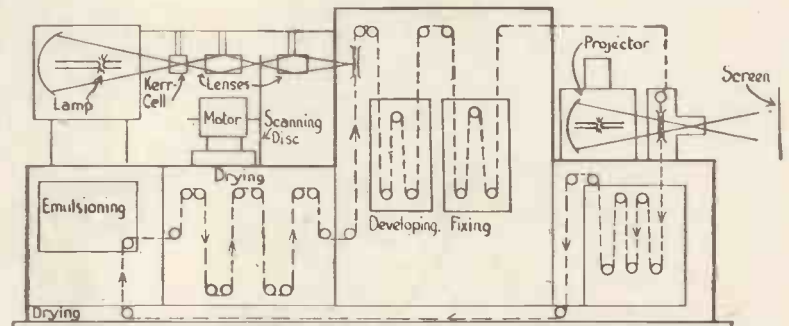 Projector
Screen
Lamp
Kerr-
Cell
Lenses
Motor
Scanning
Disc
Drying
Emulsioning
Developing. Fixing
Drying